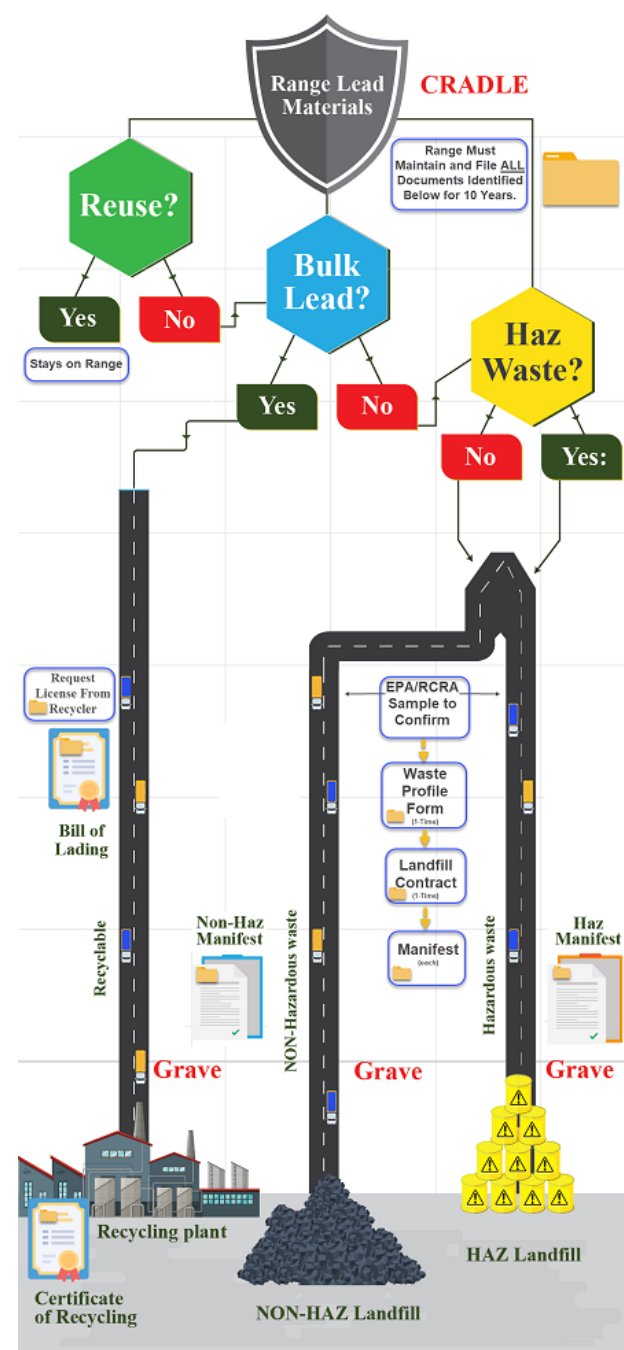 Range Lead
Materials
CRADLE
Range Must
Maintain and File ALL
Documents Identified
Below for 10 Years.
Reuse?
Yes
No
Stays on Range
Bulk
Lead?
Yes
No
Haz
Waste?
No
Yes:
Request
License From
Recycler
Bill of
Lading
Recyclable
EPA/RCRA
Sample to
Confirm
Waste
Profile
Form
(1-Time)
Landfill
Contract
(1-Time)
Manifest
(each)
Non-Haz
Manifest
NON-Hazardous waste
Hazardous waste
Haz
Manifest
Grave
Grave
Grave
Recycling plant
Certificate
of Recycling
NON-HAZ Landfill
HAZ Landfill